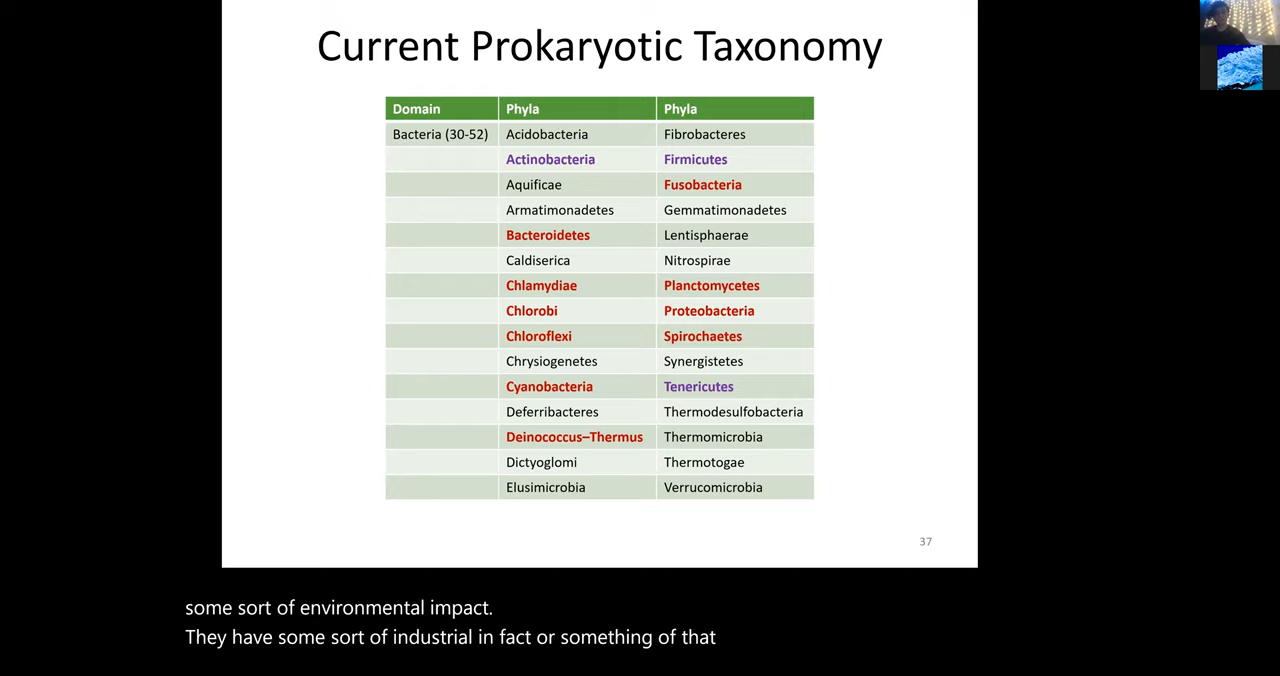 Current Prokaryotic Taxonomy
Domain Phyla Phyla
Bacteria (30-52) Acidobacteria Fibrobacteres
Actinobacteria Firmicutes
Aquificae Fusobacteria
Armatimonadetes Gemmatimonadetes
Bacteroidetes Lentisphaerae
Caldiserica Nitrospirae
Chlamydiae Planctomycetes
Chlorobi Proteobacteria
Chloroflexi Spirochaetes
Chrysiogenetes Synergistetes
Cyanobacteria Tenericutes
Deferribacteres Thermodesulfobacteria
Deinococcus–Thermus Thermomicrobia
Dictyoglomi Thermotogae
Elusimicrobia Verrucomicrobia
37
some sort of environmental impact.
They have some sort of industrial in fact or something of that